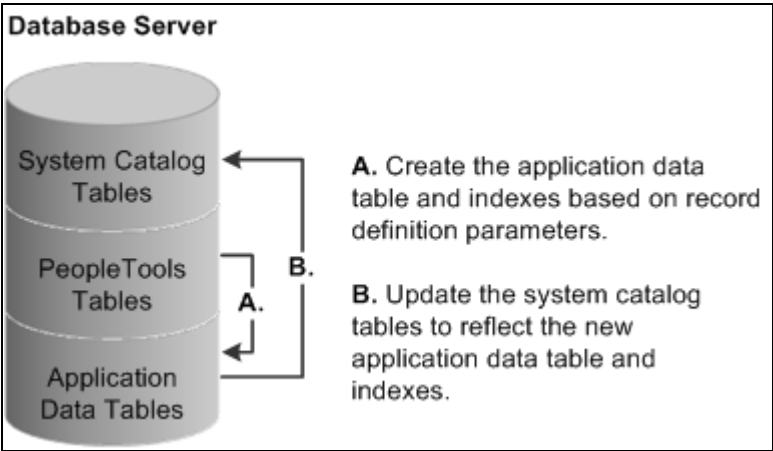 Database Server
System Catalog
Tables
PeopleTools
Tables
Application
Data Tables
A.
B.
A. Create the application data
table and indexes based on record
definition parameters.
B. Update the system catalog
tables to reflect the new
application data table and
indexes.